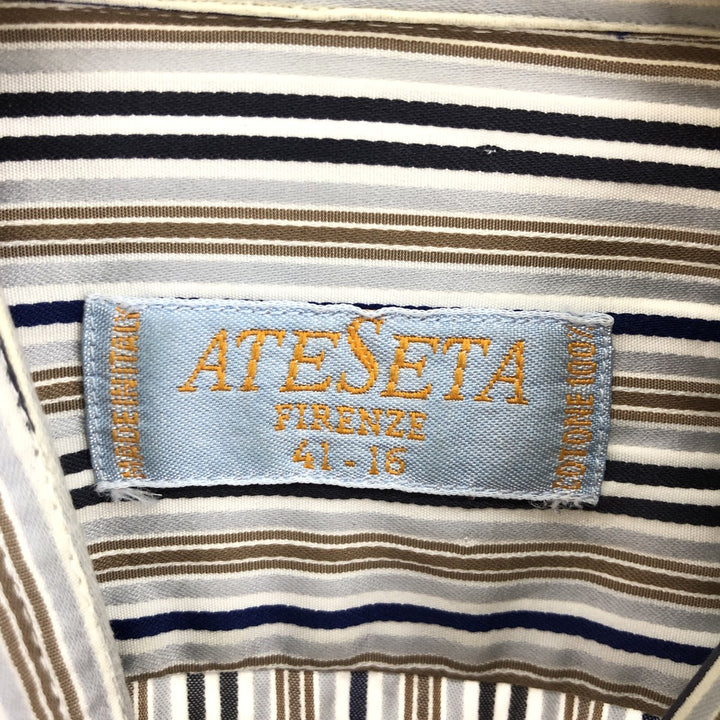 MADE IN ITALY
ATESETA
FIRENZE
41-16
COTONE 100%